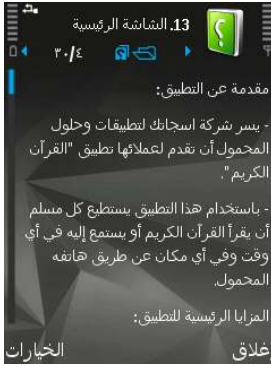 13. الشاشة الرئيسية
٣٠/٤
مقدمة عن التطبيق:
- يسر شركة اسجاتك لتطبيقات وحلول
المحمول أن تقدم لعملائها تطبيق "القرآن
الكريم".
- باستخدام هذا التطبيق يستطيع كل مسلم
أن يقرأ القرآن الكريم أو يستمع إليه في أي
وقت وفي أي مكان عن طريق هاتفه
المحمول.
المزايا الرئيسية للتطبيق:
إغلاق الخيارات